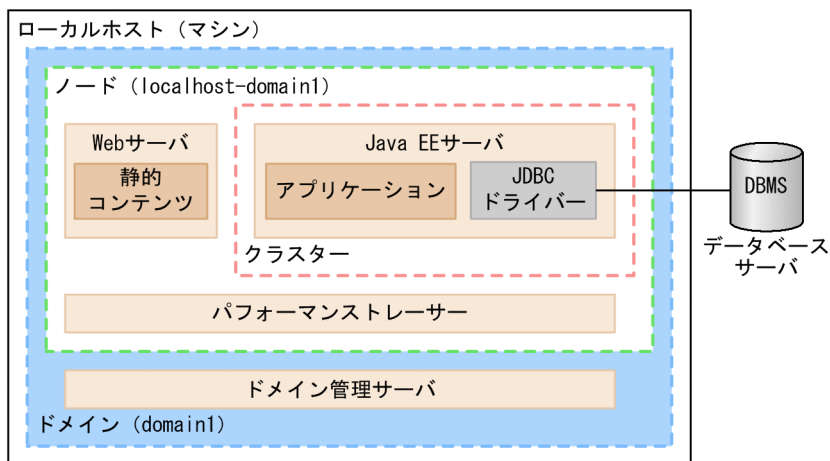 ローカルホスト（マシン）
ノード（localhost-domain1）
Webサーバ
静的
コンテンツ
Java EEサーバ
アプリケーション
JDBC
ドライバー
クラスター
パフォーマンストレーサー
ドメイン管理サーバ
ドメイン（domain1）
DBMS
データベース
サーバ